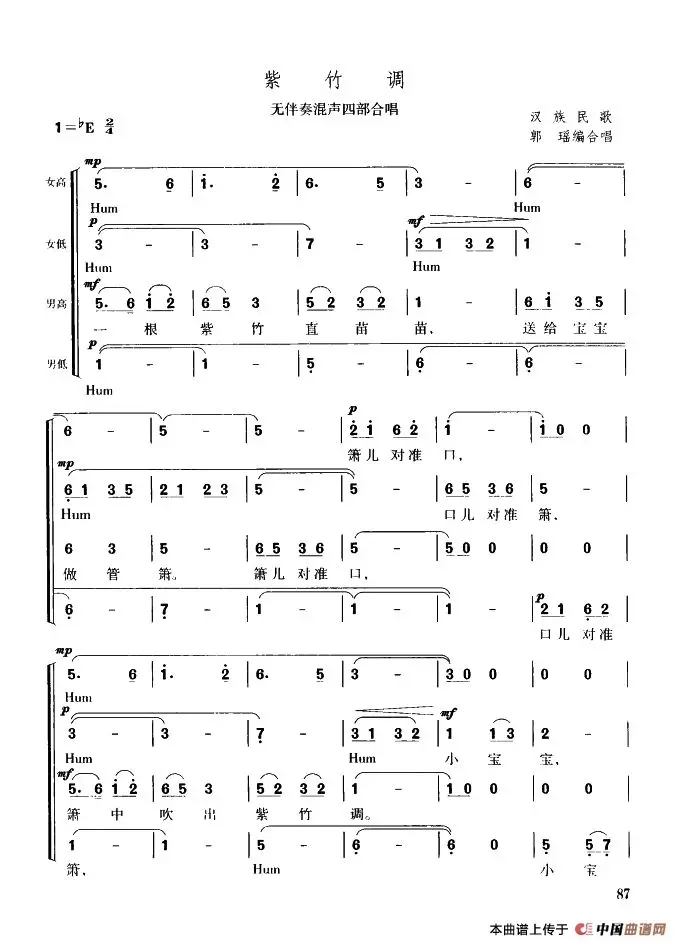 紫 竹 调
无伴奏混声四部合唱
1=♭E 2/4
汉 族 民 歌
郭 瑶编合唱
mp
女高 5. 6 | i. 2 | 6. 5 | 3 - | 6 - |
Hum Hum
p mf
女低 3 - | 3 - | 7 - | 3 1 3 2 | 1 - |
Hum Hum
mf
男高 5. 6 i 2 | 6 5 3 | 5 2 3 2 | 1 - | 6 i 3 5 |
一 根 紫 竹 直 苗 苗, 送给 宝宝
p
男低 1 - | 1 - | 5 - | 6 - | 6 - |
Hum
p
6 - | 5 - | 5 - | 2 i 6 2 | i - | i 0 0 |
箫儿 对准 口,
mp
6 1 3 5 | 2 1 2 3 | 5 - | 5 - | 6 5 3 6 | 5 - |
Hum 口儿 对准 箫,
6 3 | 5 - | 6 5 3 6 | 5 - | 5 0 0 | 0 0 |
做 管 箫。 箫儿 对准 口,
p
6 - | 7 - | 1 - | 1 - | 1 - | 2 1 6 2 |
口儿 对准
mp
5. 6 | i. 2 | 6. 5 | 3 - | 3 0 0 | 0 0 |
Hum
p mf
3 - | 3 - | 7 - | 3 1 3 2 | 1 1 3 | 2 - |
Hum Hum 小 宝 宝,
mf
5. 6 i 2 | 6 5 3 | 5 2 3 2 | 1 - | 1 0 0 | 0 0 |
箫 中 吹 出 紫 竹 调。
1 - | 1 - | 5 - | 6 - | 6 0 | 5 5 7 |
箫, Hum 小 宝
87
本曲谱上传于 中国曲谱网